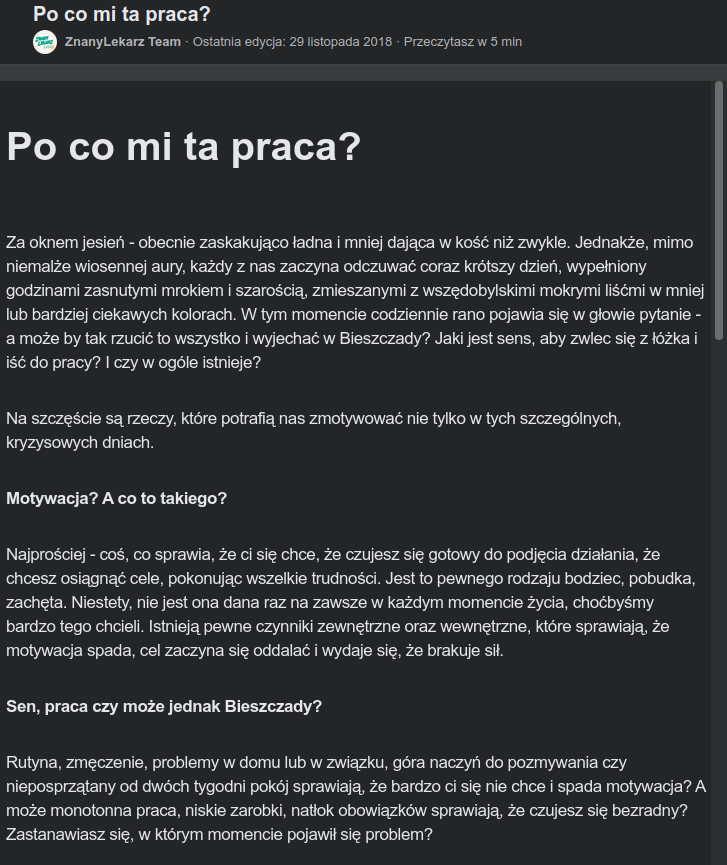 Po co mi ta praca?
ZnanyLekarz Team · Ostatnia edycja: 29 listopada 2018 · Przeczytasz w 5 min
Po co mi ta praca?
Za oknem jesień - obecnie zaskakująco ładna i mniej dająca w kość niż zwykle. Jednakże, mimo
niemalże wiosennej aury, każdy z nas zaczyna odczuwać coraz krótszy dzień, wypełniony
godzinami zasnutymi mrokiem i szarością, zmieszanymi z wszędobylskimi mokrymi liśćmi w mniej
lub bardziej ciekawych kolorach. W tym momencie codziennie rano pojawia się w głowie pytanie -
a może by tak rzucić to wszystko i wyjechać w Bieszczady? Jaki jest sens, aby zwlec się z łóżka i
iść do pracy? I czy w ogóle istnieje?
Na szczęście są rzeczy, które potrafią nas zmotywować nie tylko w tych szczególnych,
kryzysowych dniach.
Motywacja? A co to takiego?
Najprościej - coś, co sprawia, że ci się chce, że czujesz się gotowy do podjęcia działania, że
chcesz osiągnąć cele, pokonując wszelkie trudności. Jest to pewnego rodzaju bodziec, pobudka,
zachęta. Niestety, nie jest ona dana raz na zawsze w każdym momencie życia, choćbyśmy
bardzo tego chcieli. Istnieją pewne czynniki zewnętrzne oraz wewnętrzne, które sprawiają, że
motywacja spada, cel zaczyna się oddalać i wydaje się, że brakuje sił.
Sen, praca czy może jednak Bieszczady?
Rutyna, zmęczenie, problemy w domu lub w związku, góra naczyń do pozmywania czy
nieposprzątany od dwóch tygodni pokój sprawiają, że bardzo ci się nie chce i spada motywacja? A
może monotonna praca, niskie zarobki, natłok obowiązków sprawiają, że czujesz się bezradny?
Zastanawiasz się, w którym momencie pojawił się problem?